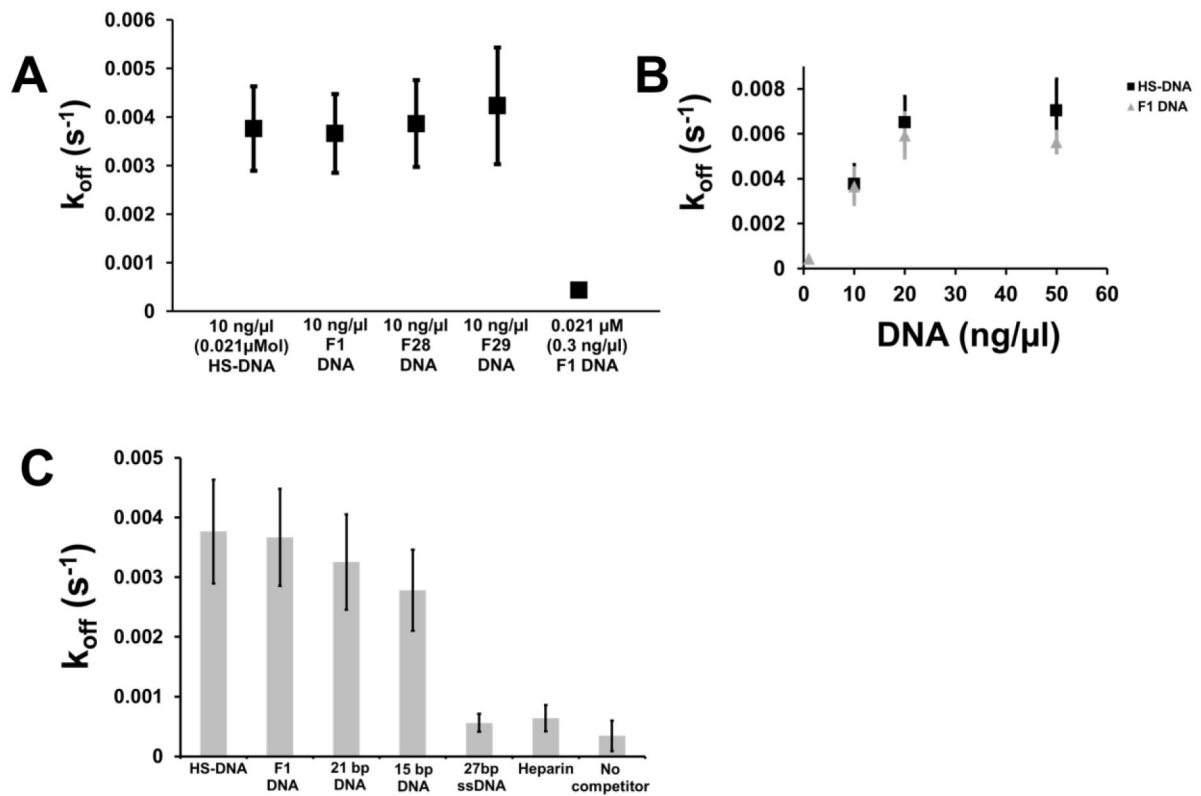 A
k_off (s⁻¹)
0.006
0.005
0.004
0.003
0.002
0.001
0
10 ng/µl
(0.021µMol)
HS-DNA
10 ng/µl
F1
DNA
10 ng/µl
F28
DNA
10 ng/µl
F29
DNA
0.021 µM
(0.3 ng/µl)
F1 DNA
B
k_off (s⁻¹)
0.008
0.006
0.004
0.002
0
0 10 20 30 40 50 60
DNA (ng/µl)
HS-DNA
F1 DNA
C
k_off (s⁻¹)
0.005
0.004
0.003
0.002
0.001
0
HS-DNA
F1
DNA
21 bp
DNA
15 bp
DNA
27bp
ssDNA
Heparin
No
competitor